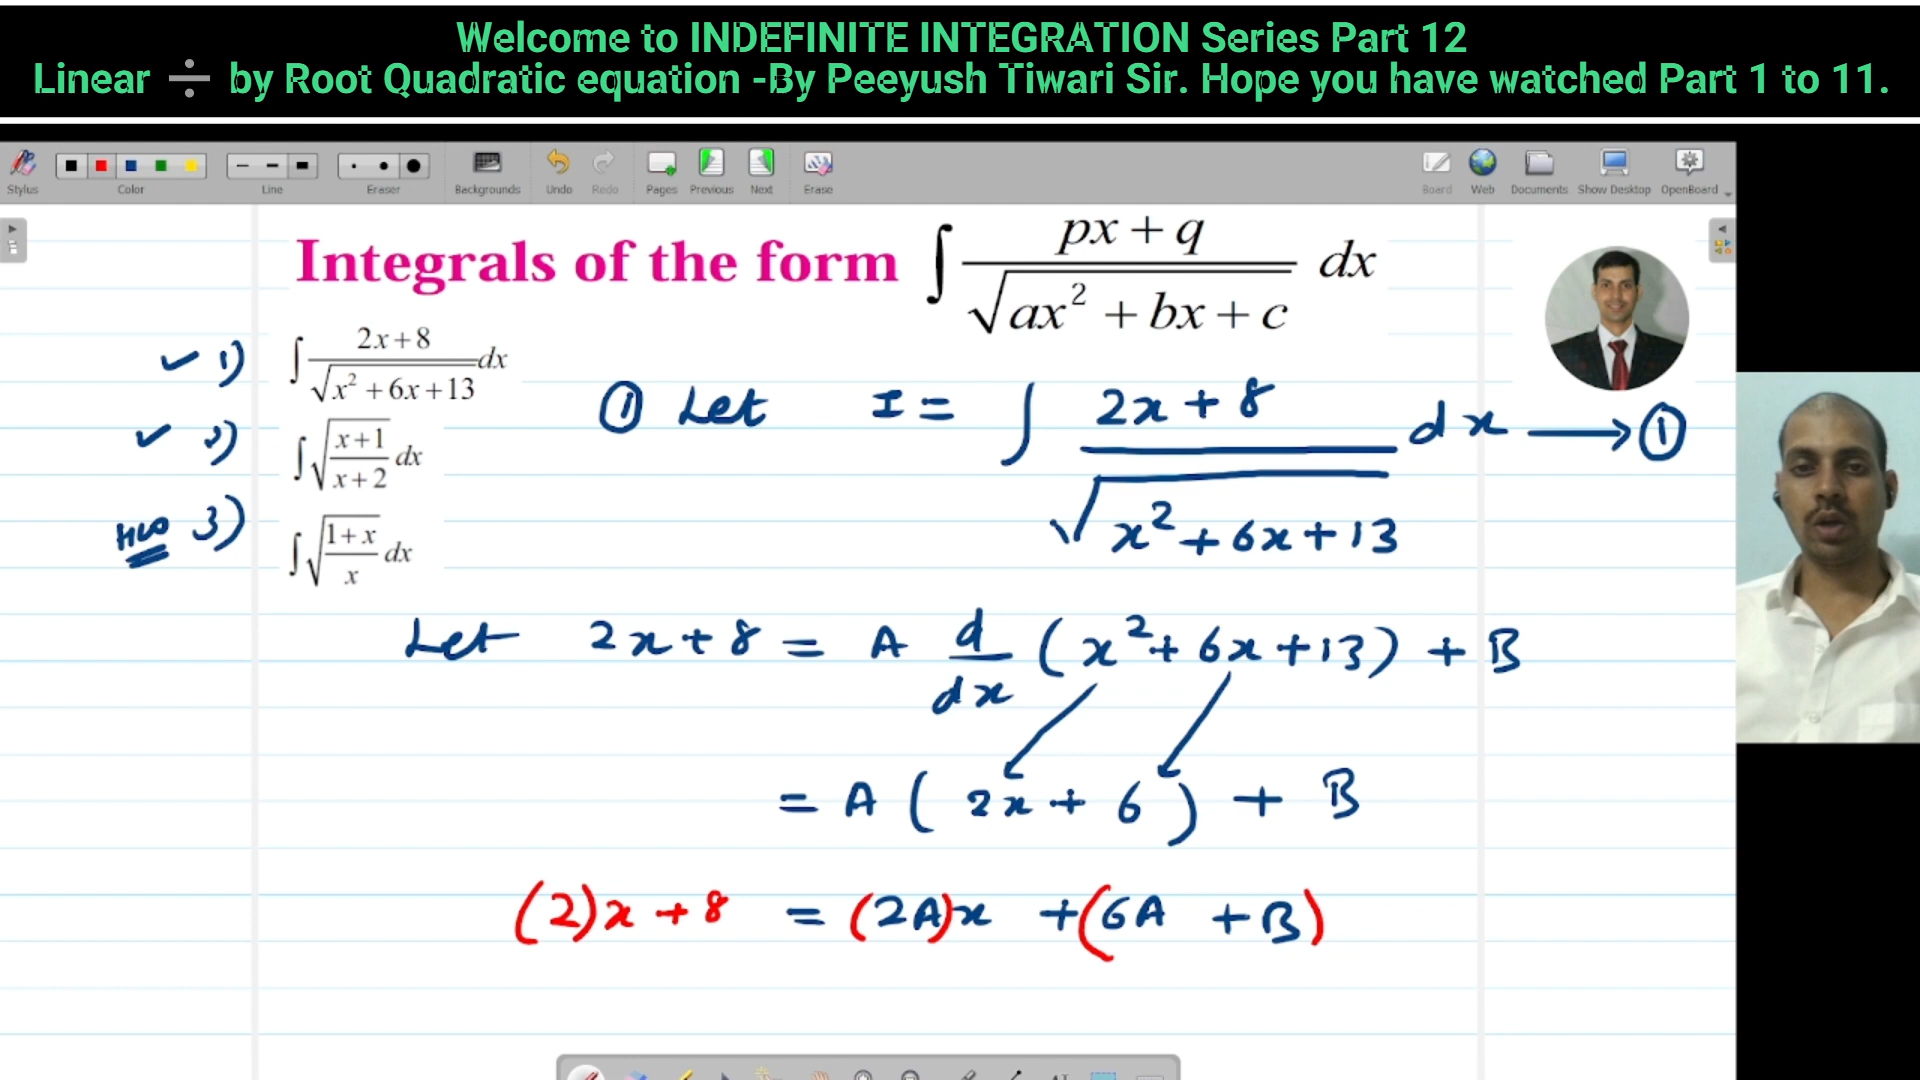 Welcome to INDEFINITE INTEGRATION Series Part 12
Linear ÷ by Root Quadratic equation -By Peeyush Tiwari Sir. Hope you have watched Part 1 to 11.
Stylus Color Line Eraser Backgrounds Undo Redo Pages Previous Next Erase Board Web Documents Show Desktop OpenBoard
Integrals of the form ∫ (px + q)/√(ax² + bx + c) dx
✓ 1) ∫ (2x+8)/√(x²+6x+13) dx
✓ 2) ∫ √((x+1)/(x+2)) dx
HW 3) ∫ √((1+x)/x) dx
① Let I = ∫ (2x+8)/√(x²+6x+13) dx → ①
Let 2x+8 = A d/dx (x²+6x+13) + B
= A (2x+6) + B
(2)x + 8 = (2A)x + (6A + B)